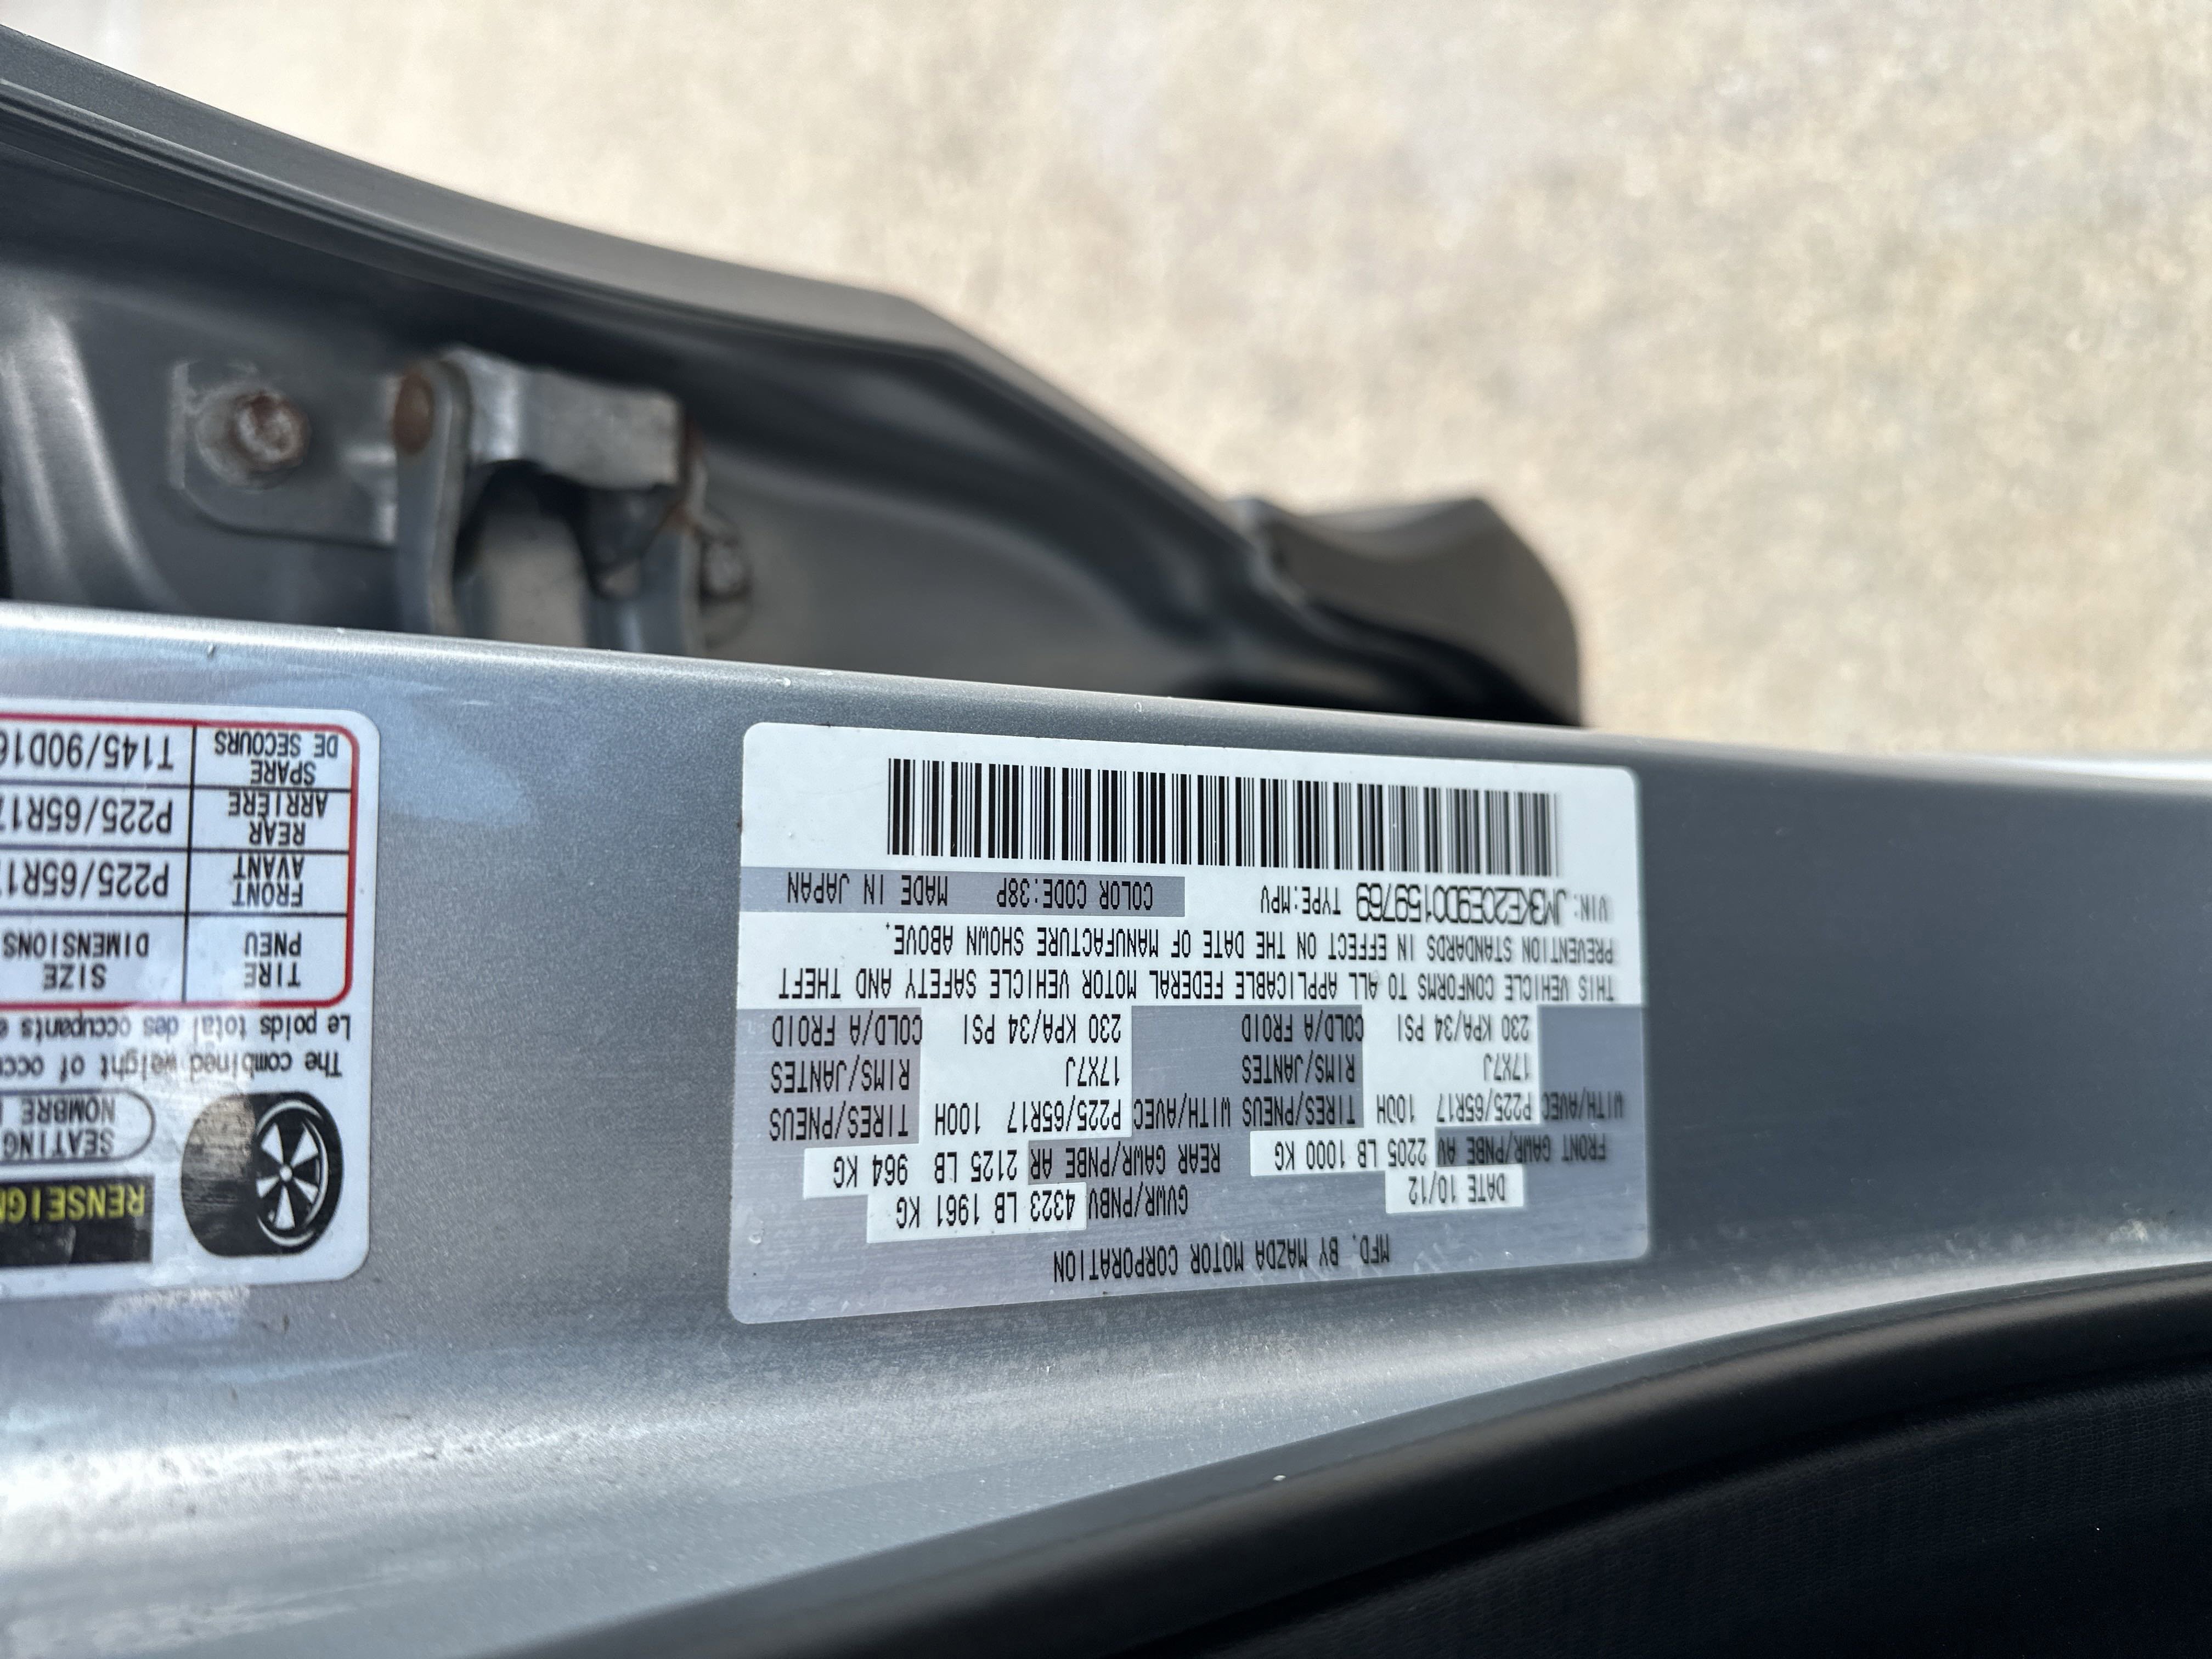 MFD. BY MAZDA MOTOR CORPORATION
DATE 10/12 GVWR/PNBV 4323 LB 1961 KG
FRONT GAWR/PNBE AV 2205 LB 1000 KG REAR GAWR/PNBE AR 2125 LB 964 KG
WITH/AVEC P225/65R17 100H TIRES/PNEUS WITH/AVEC P225/65R17 100H TIRES/PNEUS
17X7J RIMS/JANTES 17X7J RIMS/JANTES
230 KPA/34 PSI COLD/A FROID 230 KPA/34 PSI COLD/A FROID
THIS VEHICLE CONFORMS TO ALL APPLICABLE FEDERAL MOTOR VEHICLE SAFETY AND THEFT
PREVENTION STANDARDS IN EFFECT ON THE DATE OF MANUFACTURE SHOWN ABOVE.
VIN: JM3KE2CE9D0159769 TYPE:MPV COLOR CODE:38P MADE IN JAPAN
SEATING
NOMBRE
The combined weight of
Le poids total des occupants
TIRE SIZE
PNEU DIMENSIONS
FRONT
AVANT P225/65R17
REAR
ARRIÈRE P225/65R17
SPARE
DE SECOURS T145/90D16